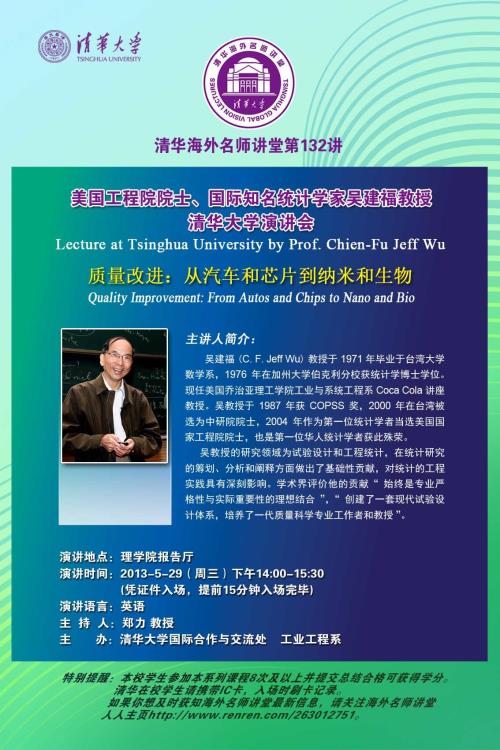 清华大学
TSINGHUA UNIVERSITY
清华海外名师讲堂
清华大学
TSINGHUA GLOBAL VISION LECTURES
清华海外名师讲堂第132讲
美国工程院院士、国际知名统计学家吴建福教授
清华大学演讲会
Lecture at Tsinghua University by Prof. Chien-Fu Jeff Wu
质量改进：从汽车和芯片到纳米和生物
Quality Improvement: From Autos and Chips to Nano and Bio
主讲人简介：
吴建福（C. F. Jeff Wu）教授于 1971 年毕业于台湾大学
数学系，1976 年在加州大学伯克利分校获统计学博士学位。
现任美国乔治亚理工学院工业与系统工程系 Coca Cola 讲座
教授。吴教授于 1987 年获 COPSS 奖，2000 年在台湾被
选为中研院院士，2004 年作为第一位统计学者当选美国国
家工程院院士，也是第一位华人统计学者获此殊荣。
吴教授的研究领域为试验设计和工程统计，在统计研究
的筹划、分析和阐释方面做出了基础性贡献，对统计的工程
实践具有深刻影响。学术界评价他的贡献“ 始终是专业严
格性与实际重要性的理想结合 ”，“ 创建了一套现代试验设
计体系，培养了一代质量科学专业工作者和教授 ”。
演讲地点：理学院报告厅
演讲时间：2013-5-29（周三）下午14:00-15:30
(凭证件入场，提前15分钟入场完毕)
演讲语言：英语
主 持 人：郑力 教授
主 办：清华大学国际合作与交流处 工业工程系
特别提醒：本校学生参加本系列课程8次及以上并提交总结合格可获得学分。
清华在校学生请携带IC卡，入场时刷卡记录。
如果你想及时获知海外名师讲堂最新信息，请关注海外名师讲堂
人人主页http://www.renren.com/263012751。